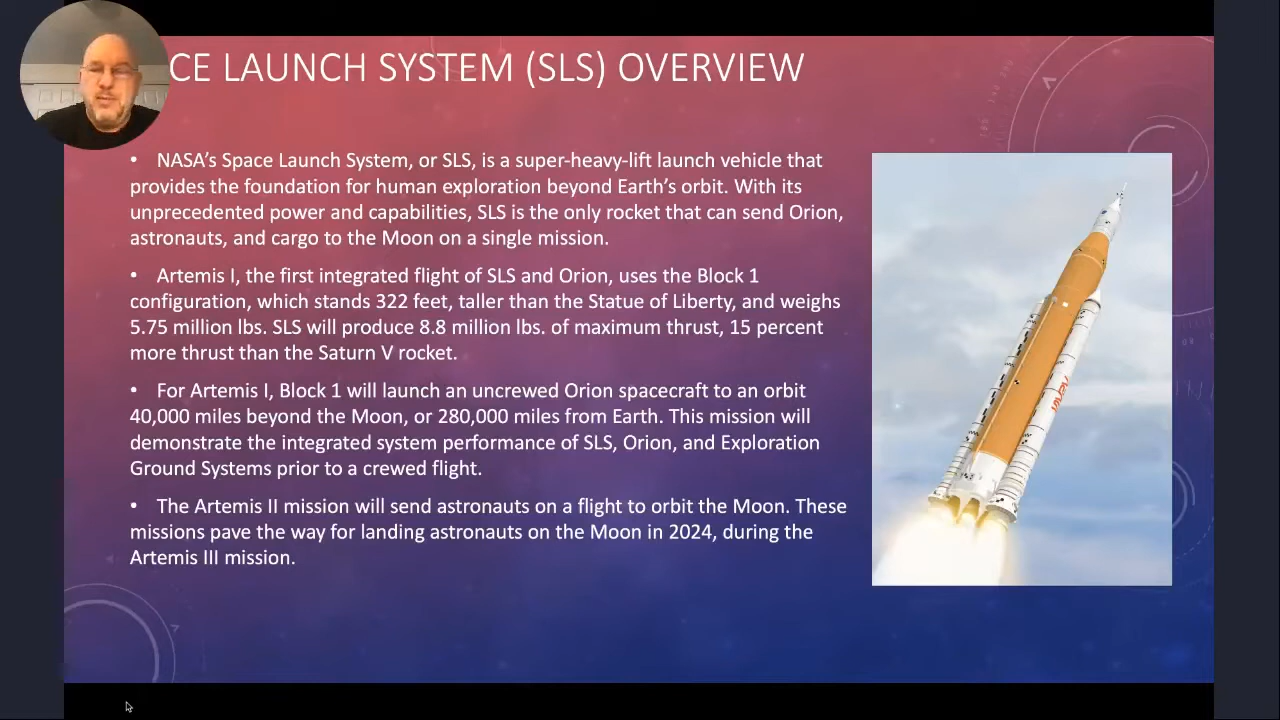 CE LAUNCH SYSTEM (SLS) OVERVIEW
• NASA's Space Launch System, or SLS, is a super-heavy-lift launch vehicle that
provides the foundation for human exploration beyond Earth's orbit. With its
unprecedented power and capabilities, SLS is the only rocket that can send Orion,
astronauts, and cargo to the Moon on a single mission.
• Artemis I, the first integrated flight of SLS and Orion, uses the Block 1
configuration, which stands 322 feet, taller than the Statue of Liberty, and weighs
5.75 million lbs. SLS will produce 8.8 million lbs. of maximum thrust, 15 percent
more thrust than the Saturn V rocket.
• For Artemis I, Block 1 will launch an uncrewed Orion spacecraft to an orbit
40,000 miles beyond the Moon, or 280,000 miles from Earth. This mission will
demonstrate the integrated system performance of SLS, Orion, and Exploration
Ground Systems prior to a crewed flight.
• The Artemis II mission will send astronauts on a flight to orbit the Moon. These
missions pave the way for landing astronauts on the Moon in 2024, during the
Artemis III mission.
NASA